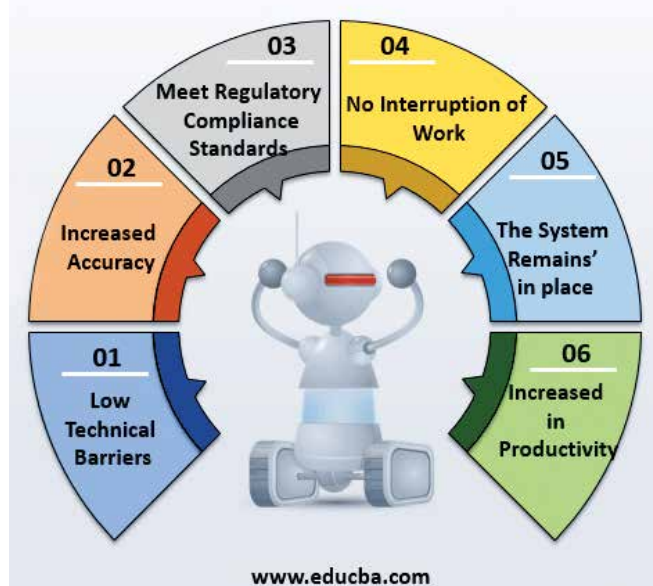 01
Low
Technical
Barriers
02
Increased
Accuracy
03
Meet Regulatory
Compliance
Standards
04
No Interruption of
Work
05
The System
Remains’
in place
06
Increased
in
Productivity
www.educba.com